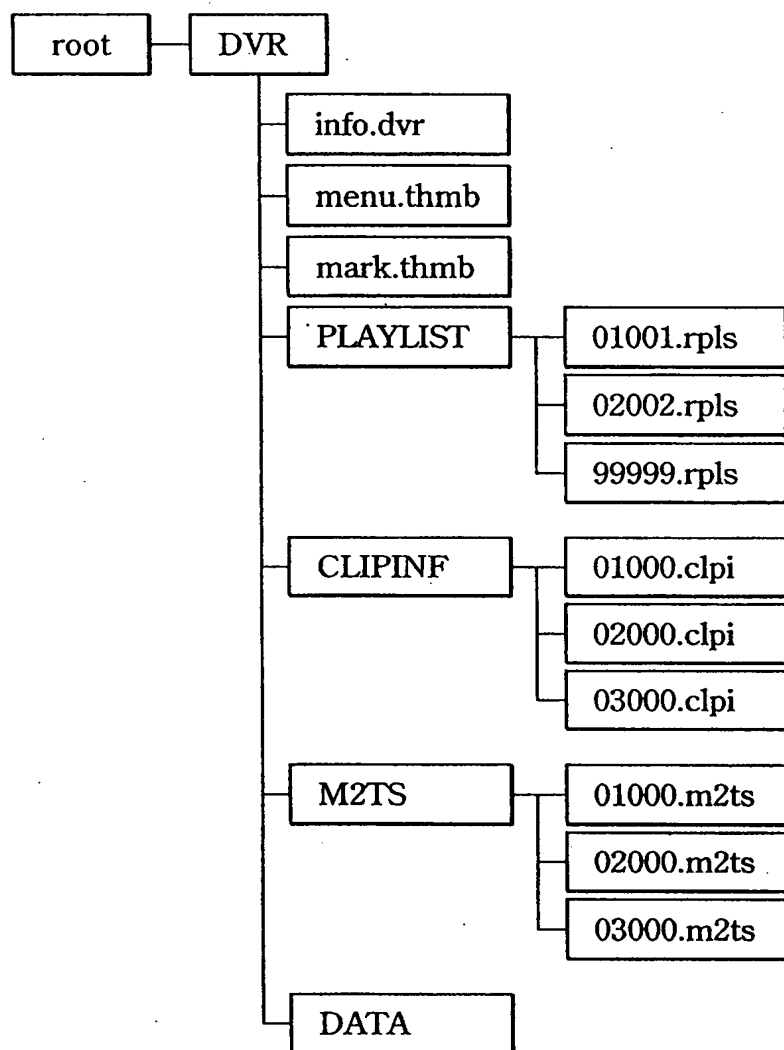 root DVR
info.dvr
menu.thmb
mark.thmb
PLAYLIST 01001.rpls
02002.rpls
99999.rpls
CLIPINF 01000.clpi
02000.clpi
03000.clpi
M2TS 01000.m2ts
02000.m2ts
03000.m2ts
DATA